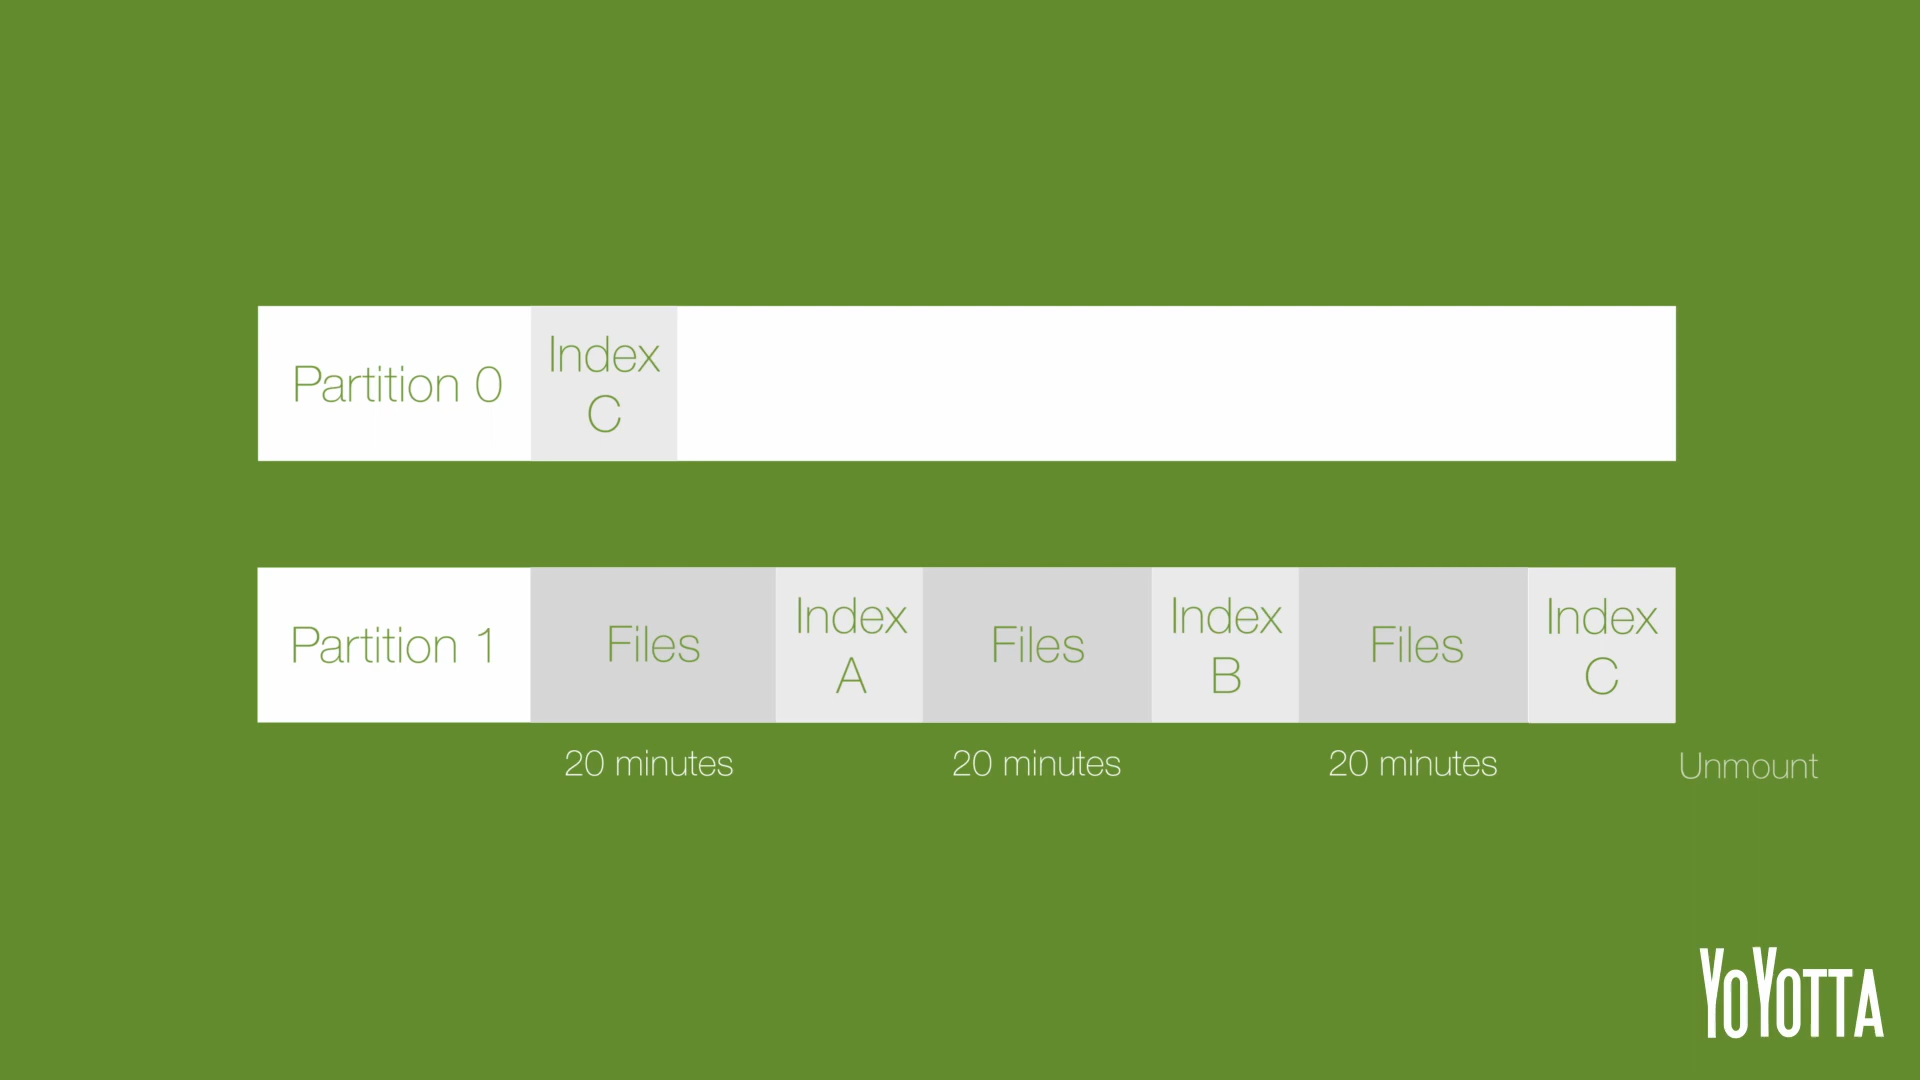 Partition 0
Index
C
Partition 1
Files
Index
A
Files
Index
B
Files
Index
C
20 minutes
20 minutes
20 minutes
Unmount
YOYOTTA